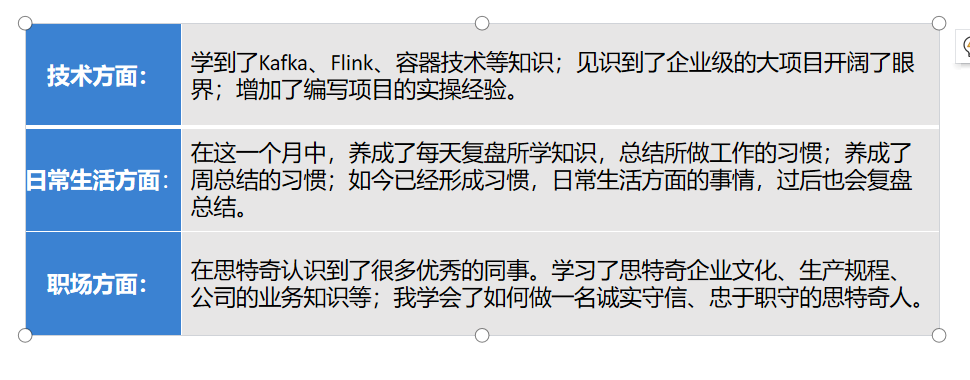 技术方面：
学到了Kafka、Flink、容器技术等知识；见识到了企业级的大项目开阔了眼
界；增加了编写项目的实操经验。
日常生活方面：
在这一个月中，养成了每天复盘所学知识，总结所做工作的习惯；养成了
周总结的习惯；如今已经形成习惯，日常生活方面的事情，过后也会复盘
总结。
职场方面：
在思特奇认识到了很多优秀的同事。学习了思特奇企业文化、生产规程、
公司的业务知识等；我学会了如何做一名诚实守信、忠于职守的思特奇人。